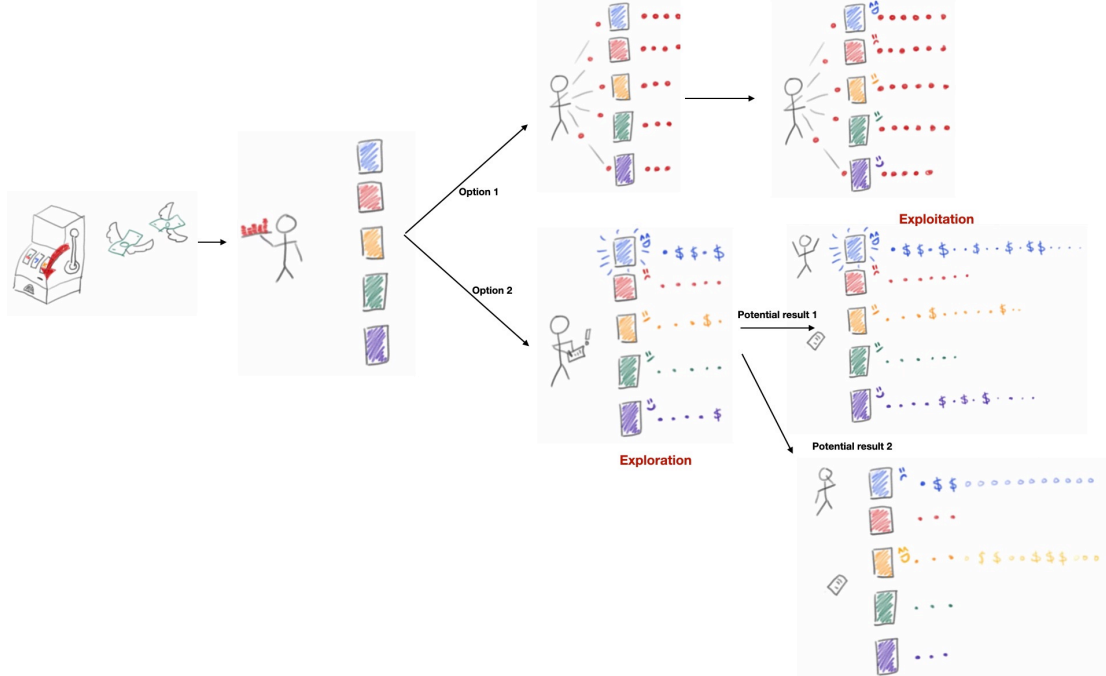 Option 1
Option 2
Exploitation
Exploration
Potential result 1
Potential result 2
• $ $ • $
• • • • $ •
• • • • $
• $ $ • $ • • $ • • $ • $ $ • • • •
• • • • $ • • • • • $ • •
• • • • $ • $ • $ • • • •
• $ $
$ $ $ $ $